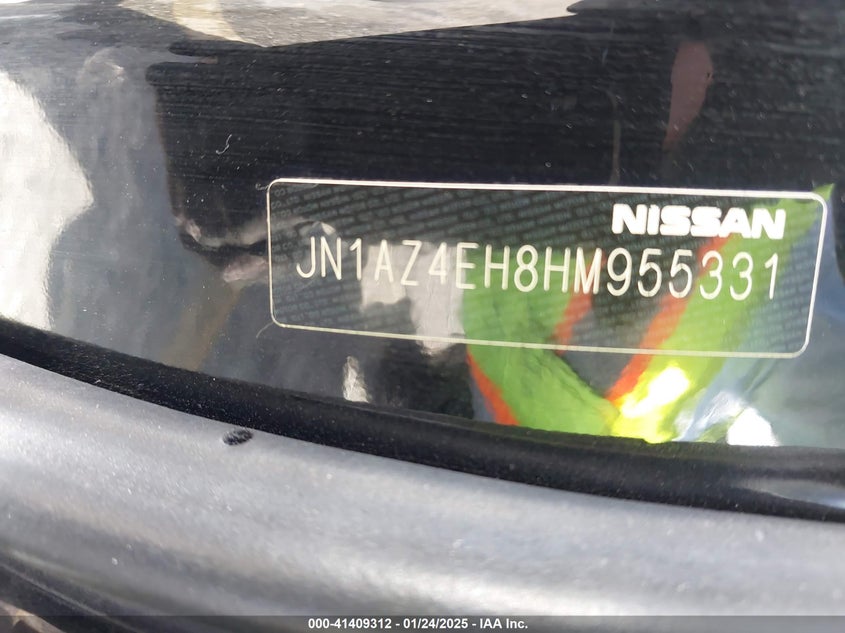 NISSAN
JN1AZ4EH8HM955331
000-41409312 - 01/24/2025 - IAA Inc.